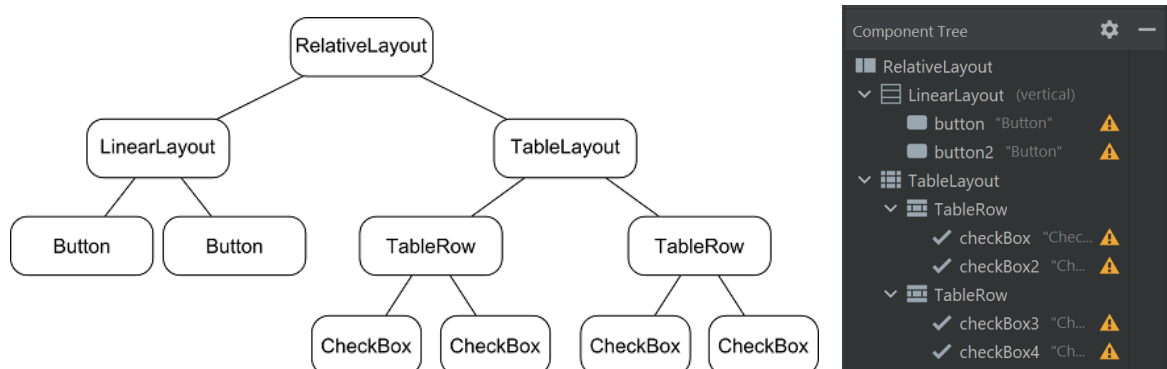 RelativeLayout
LinearLayout
TableLayout
Button
Button
TableRow
TableRow
CheckBox
CheckBox
CheckBox
CheckBox
Component Tree
RelativeLayout
LinearLayout (vertical)
button "Button"
button2 "Button"
TableLayout
TableRow
checkBox "Chec...
checkBox2 "Ch...
TableRow
checkBox3 "Ch...
checkBox4 "Ch...